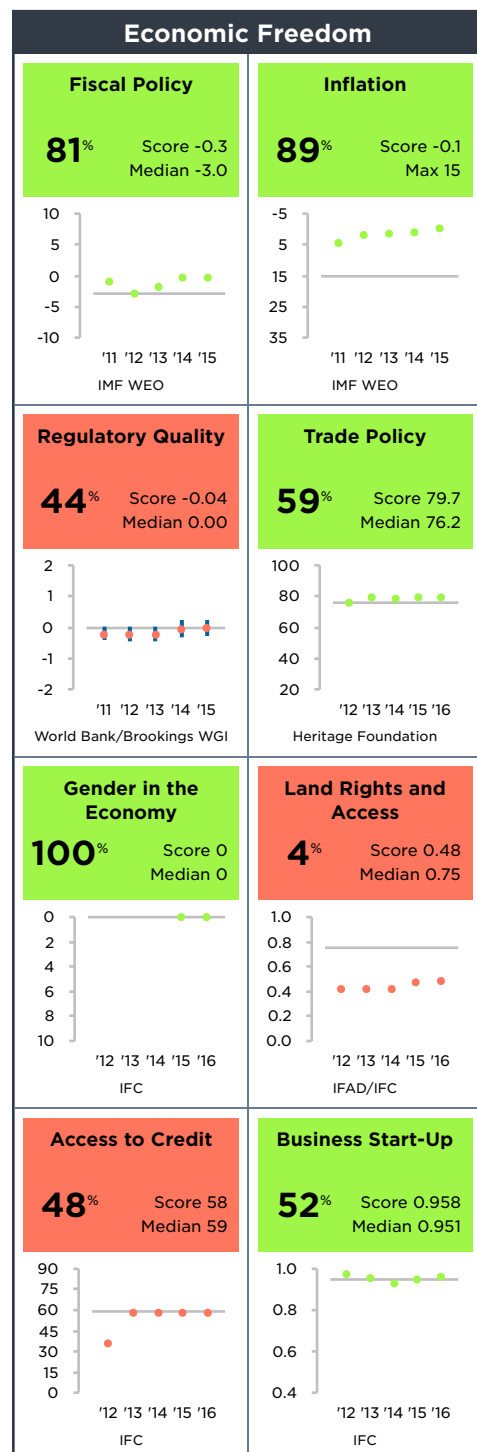 Economic Freedom
Fiscal Policy
81%
Score -0.3
Median -3.0
10
5
0
-5
-10
'11 '12 '13 '14 '15
IMF WEO
Inflation
89%
Score -0.1
Max 15
-5
5
15
25
35
'11 '12 '13 '14 '15
IMF WEO
Regulatory Quality
44%
Score -0.04
Median 0.00
2
1
0
-1
-2
'11 '12 '13 '14 '15
World Bank/Brookings WGI
Trade Policy
59%
Score 79.7
Median 76.2
100
80
60
40
20
'12 '13 '14 '15 '16
Heritage Foundation
Gender in the
Economy
100%
Score 0
Median 0
0
2
4
6
8
10
'12 '13 '14 '15 '16
IFC
Land Rights and
Access
4%
Score 0.48
Median 0.75
1.0
0.8
0.6
0.4
0.2
0.0
'12 '13 '14 '15 '16
IFAD/IFC
Access to Credit
48%
Score 58
Median 59
90
75
60
45
30
15
0
'12 '13 '14 '15 '16
IFC
Business Start-Up
52%
Score 0.958
Median 0.951
1.0
0.8
0.6
0.4
'12 '13 '14 '15 '16
IFC